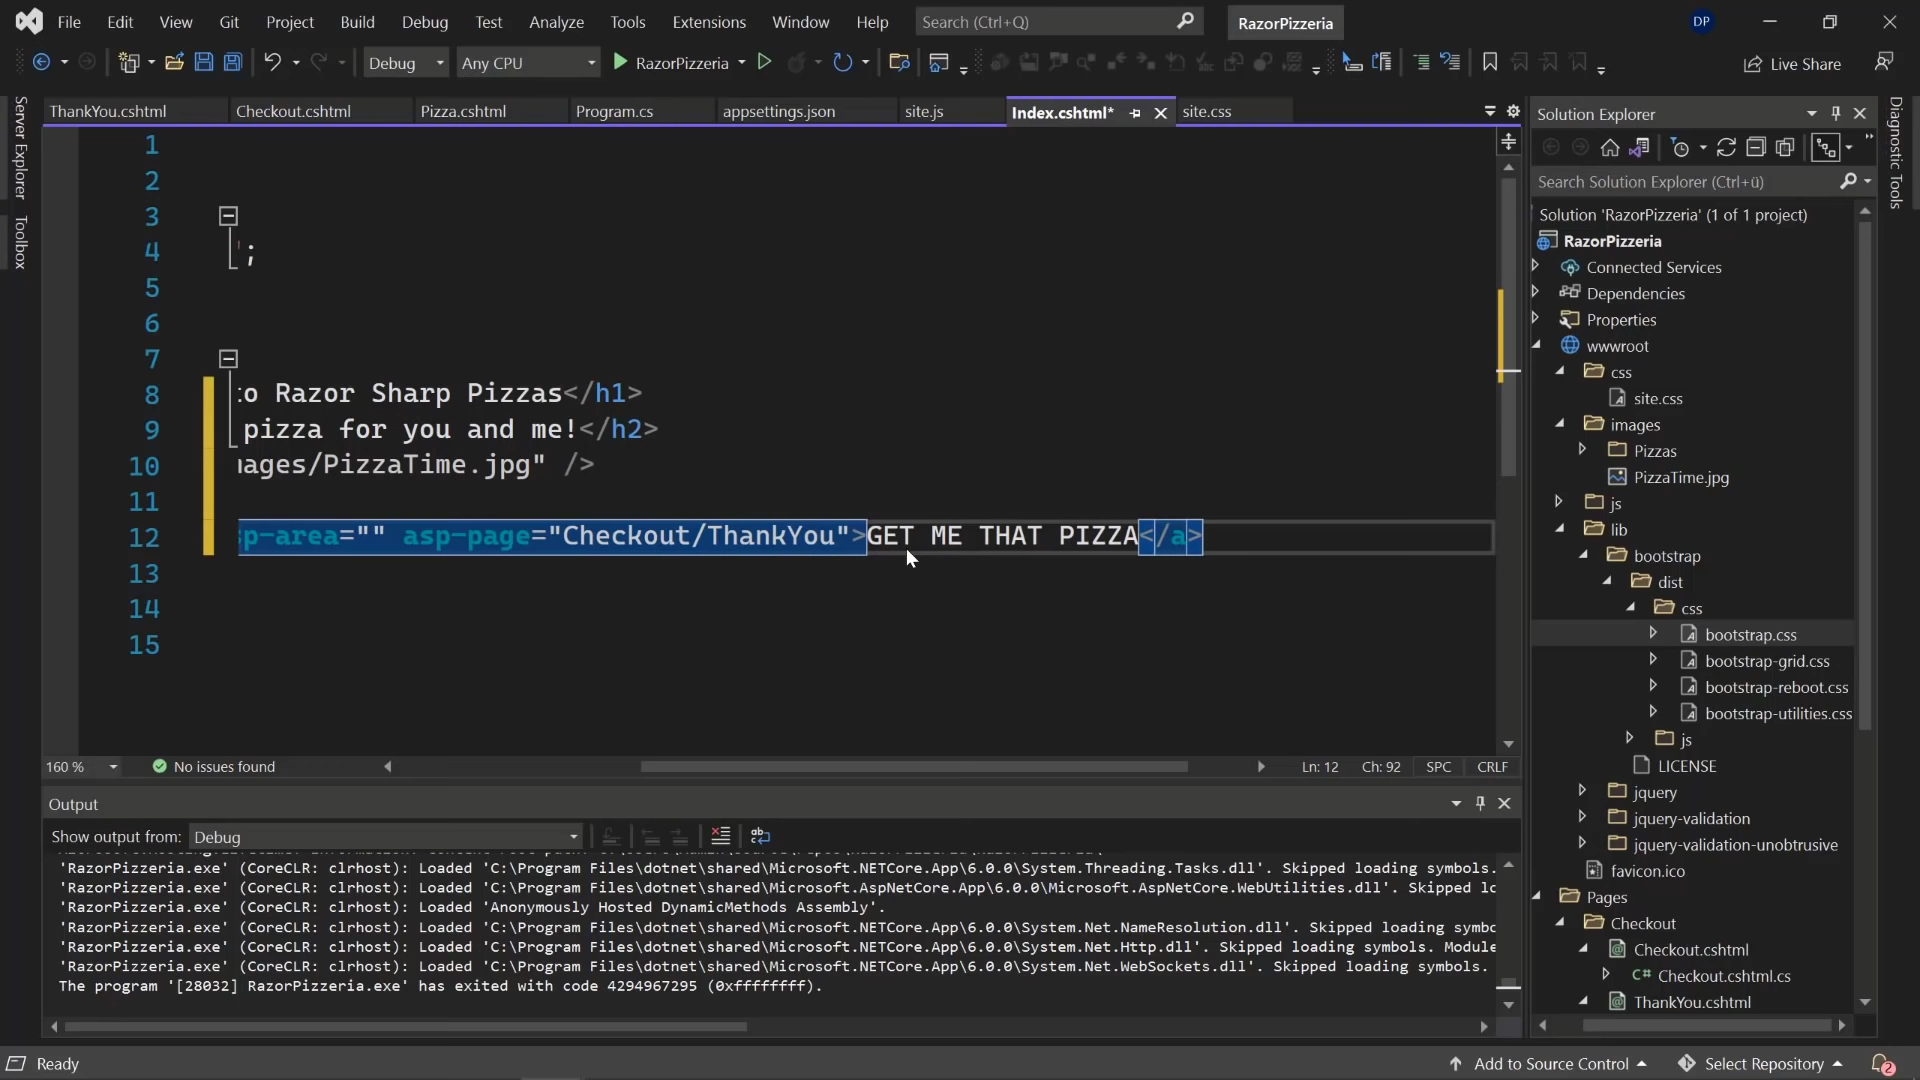 File Edit View Git Project Build Debug Test Analyze Tools Extensions Window Help Search (Ctrl+Q) RazorPizzeria DP
Debug Any CPU RazorPizzeria Live Share
ThankYou.cshtml Checkout.cshtml Pizza.cshtml Program.cs appsettings.json site.js Index.cshtml* site.css
Server Explorer
Toolbox
1
2
3
4 ;
5
6
7
8 to Razor Sharp Pizzas</h1>
9 pizza for you and me!</h2>
10 mages/PizzaTime.jpg" />
11
12 sp-area="" asp-page="Checkout/ThankYou">GET ME THAT PIZZA</a>
13
14
15
160 % No issues found Ln: 12 Ch: 92 SPC CRLF
Output
Show output from: Debug
'RazorPizzeria.exe' (CoreCLR: clrhost): Loaded 'C:\Program Files\dotnet\shared\Microsoft.NETCore.App\6.0.0\System.Threading.Tasks.dll'. Skipped loading symbols.
'RazorPizzeria.exe' (CoreCLR: clrhost): Loaded 'C:\Program Files\dotnet\shared\Microsoft.AspNetCore.App\6.0.0\Microsoft.AspNetCore.WebUtilities.dll'. Skipped lo
'RazorPizzeria.exe' (CoreCLR: clrhost): Loaded 'Anonymously Hosted DynamicMethods Assembly'.
'RazorPizzeria.exe' (CoreCLR: clrhost): Loaded 'C:\Program Files\dotnet\shared\Microsoft.NETCore.App\6.0.0\System.Net.NameResolution.dll'. Skipped loading symbo
'RazorPizzeria.exe' (CoreCLR: clrhost): Loaded 'C:\Program Files\dotnet\shared\Microsoft.NETCore.App\6.0.0\System.Net.Http.dll'. Skipped loading symbols. Module
'RazorPizzeria.exe' (CoreCLR: clrhost): Loaded 'C:\Program Files\dotnet\shared\Microsoft.NETCore.App\6.0.0\System.Net.WebSockets.dll'. Skipped loading symbols.
The program '[28032] RazorPizzeria.exe' has exited with code 4294967295 (0xffffffff).
Solution Explorer
Search Solution Explorer (Ctrl+ü)
Solution 'RazorPizzeria' (1 of 1 project)
RazorPizzeria
Connected Services
Dependencies
Properties
wwwroot
css
site.css
images
Pizzas
PizzaTime.jpg
js
lib
bootstrap
dist
css
bootstrap.css
bootstrap-grid.css
bootstrap-reboot.css
bootstrap-utilities.css
js
LICENSE
jquery
jquery-validation
jquery-validation-unobtrusive
favicon.ico
Pages
Checkout
Checkout.cshtml
C# Checkout.cshtml.cs
ThankYou.cshtml
Diagnostic Tools
Ready Add to Source Control Select Repository 2